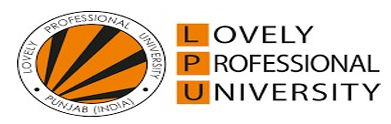 LOVELY PROFESSIONAL UNIVERSITY
• PUNJAB (INDIA) •
LOVELY
PROFESSIONAL
UNIVERSITY